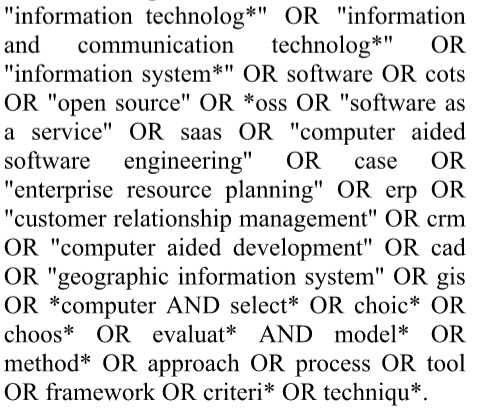 "information technolog*" OR "information
and communication technolog*" OR
"information system*" OR software OR cots
OR "open source" OR *oss OR "software as
a service" OR saas OR "computer aided
software engineering" OR case OR
"enterprise resource planning" OR erp OR
"customer relationship management" OR crm
OR "computer aided development" OR cad
OR "geographic information system" OR gis
OR *computer AND select* OR choic* OR
choos* OR evaluat* AND model* OR
method* OR approach OR process OR tool
OR framework OR criteri* OR techniqu*.